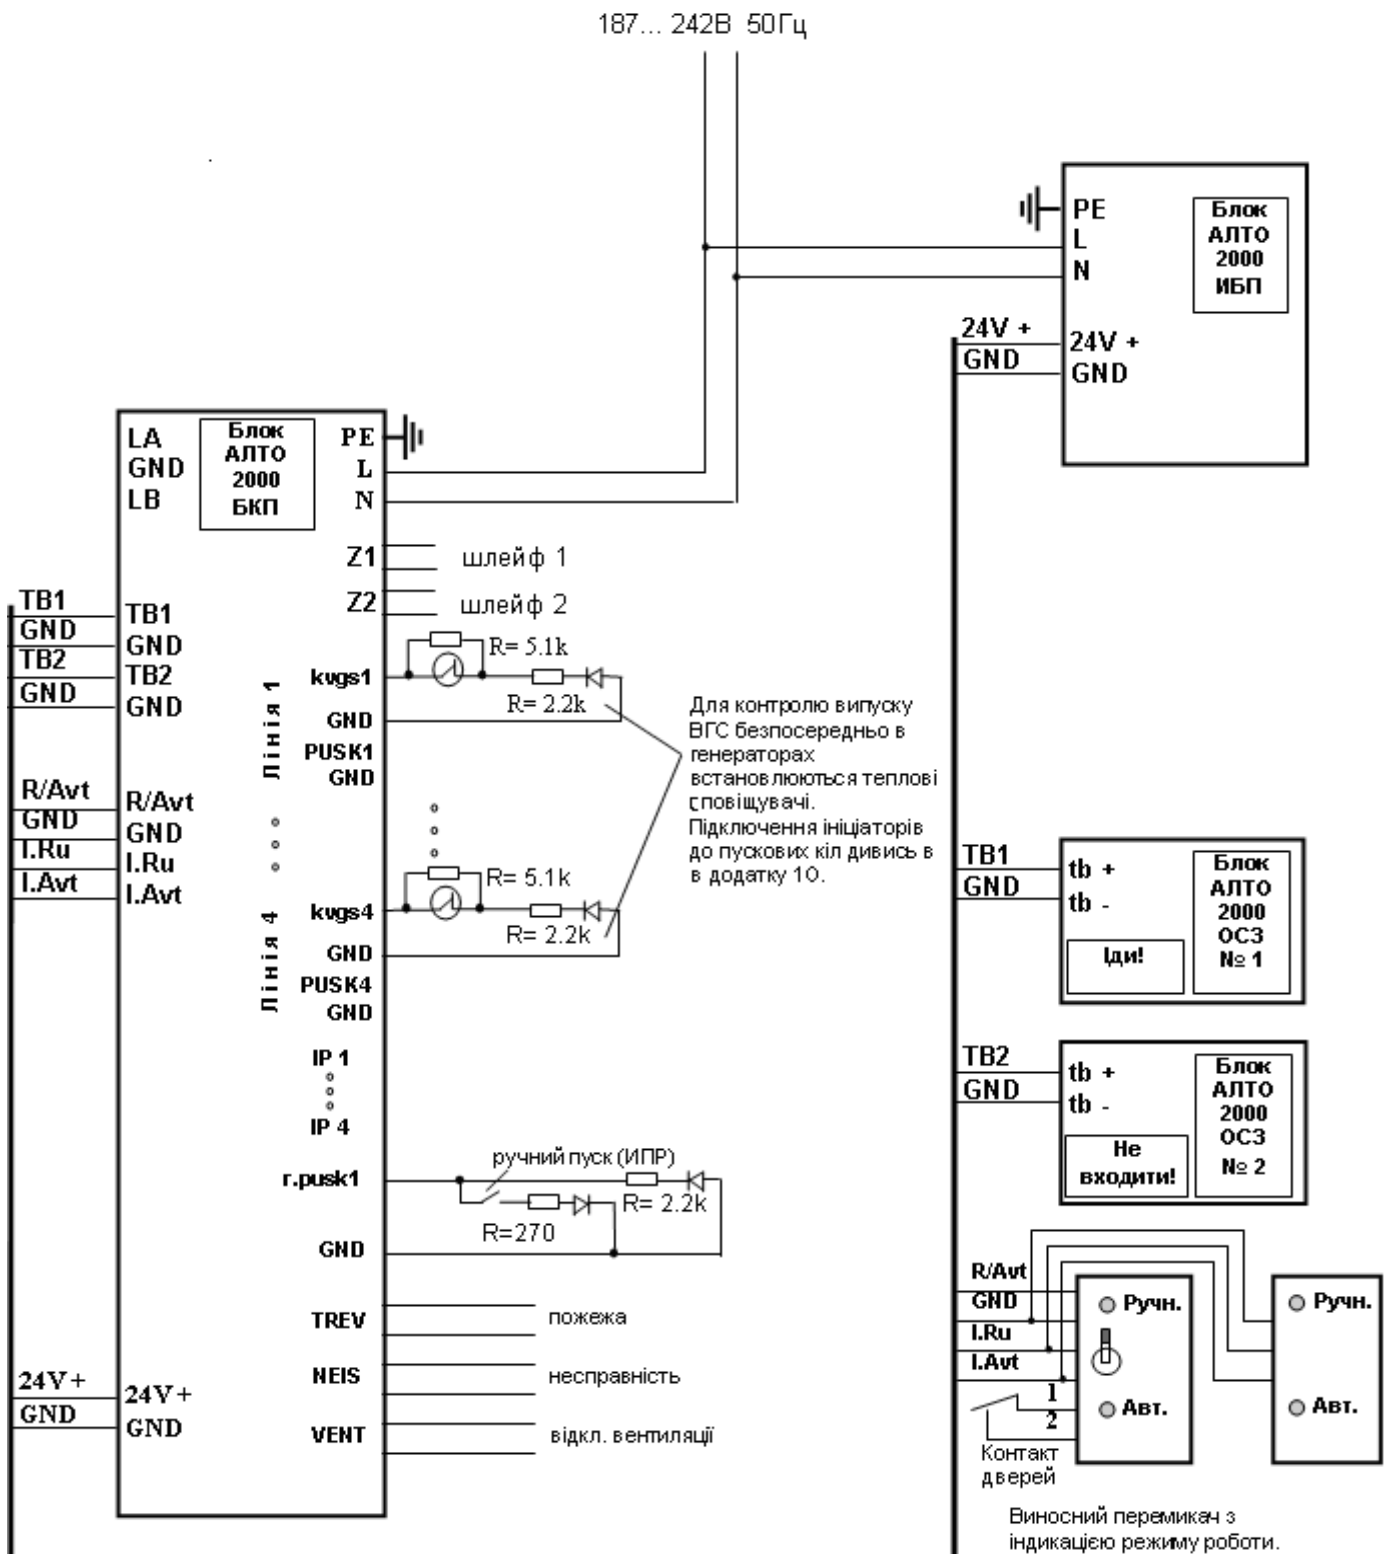 187... 242В 50Гц
PE
L
N
24V +
GND
24V +
GND
Блок
АЛТО
2000
ИБП
LA
GND
LB
Блок
АЛТО
2000
БКП
PE
L
N
Z1
шлейф 1
Z2
шлейф 2
TB1
GND
TB2
GND
TB1
GND
TB2
GND
Лінія 1
kvgs1
R= 5.1k
R= 2.2k
GND
PUSK1
GND
Для контролю випуску
ВГС безпосередньо в
генераторах
встановлюються теплові
сповіщувачі.
Підключення ініціаторів
до пускових кіл дивись в
в додатку 10.
R/Avt
GND
I.Ru
I.Avt
R/Avt
GND
I.Ru
I.Avt
Лінія 4
kvgs4
R= 5.1k
R= 2.2k
GND
PUSK4
GND
IP 1
IP 4
r.pusk1
ручний пуск (ИПР)
R= 2.2k
R=270
GND
TREV
пожежа
NEIS
несправність
VENT
відкл. вентиляції
24V +
GND
24V +
GND
TB1
GND
tb +
tb -
Іди!
Блок
АЛТО
2000
ОСЗ
№ 1
TB2
GND
tb +
tb -
Не
входити!
Блок
АЛТО
2000
ОСЗ
№ 2
R/Avt
GND
I.Ru
I.Avt
1
2
Ручн.
Авт.
Ручн.
Авт.
Контакт
дверей
Виносний перемикач з
індикацією режиму роботи.